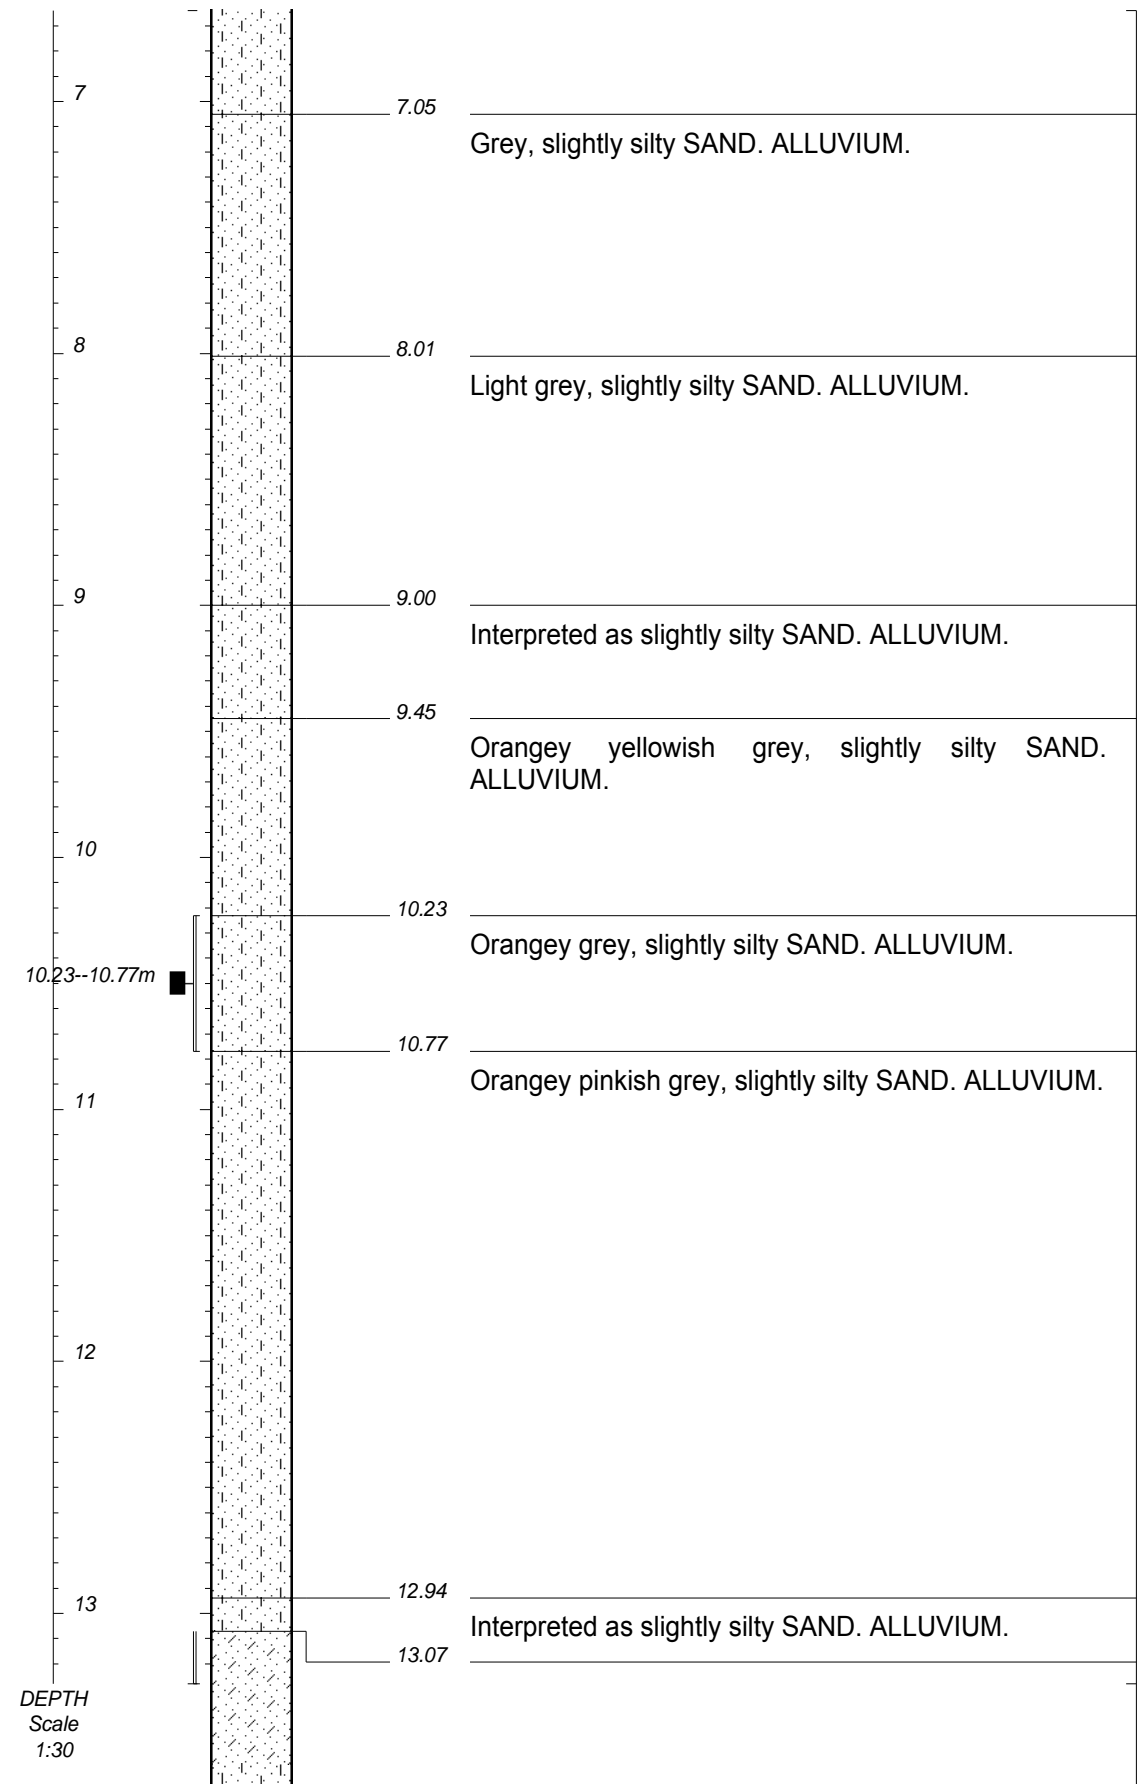 7
7.05
Grey, slightly silty SAND. ALLUVIUM.
8
8.01
Light grey, slightly silty SAND. ALLUVIUM.
9
9.00
Interpreted as slightly silty SAND. ALLUVIUM.
9.45
Orangey yellowish grey, slightly silty SAND.
ALLUVIUM.
10
10.23
Orangey grey, slightly silty SAND. ALLUVIUM.
10.23--10.77m
10.77
Orangey pinkish grey, slightly silty SAND. ALLUVIUM.
11
12
12.94
13
Interpreted as slightly silty SAND. ALLUVIUM.
13.07
DEPTH
Scale
1:30